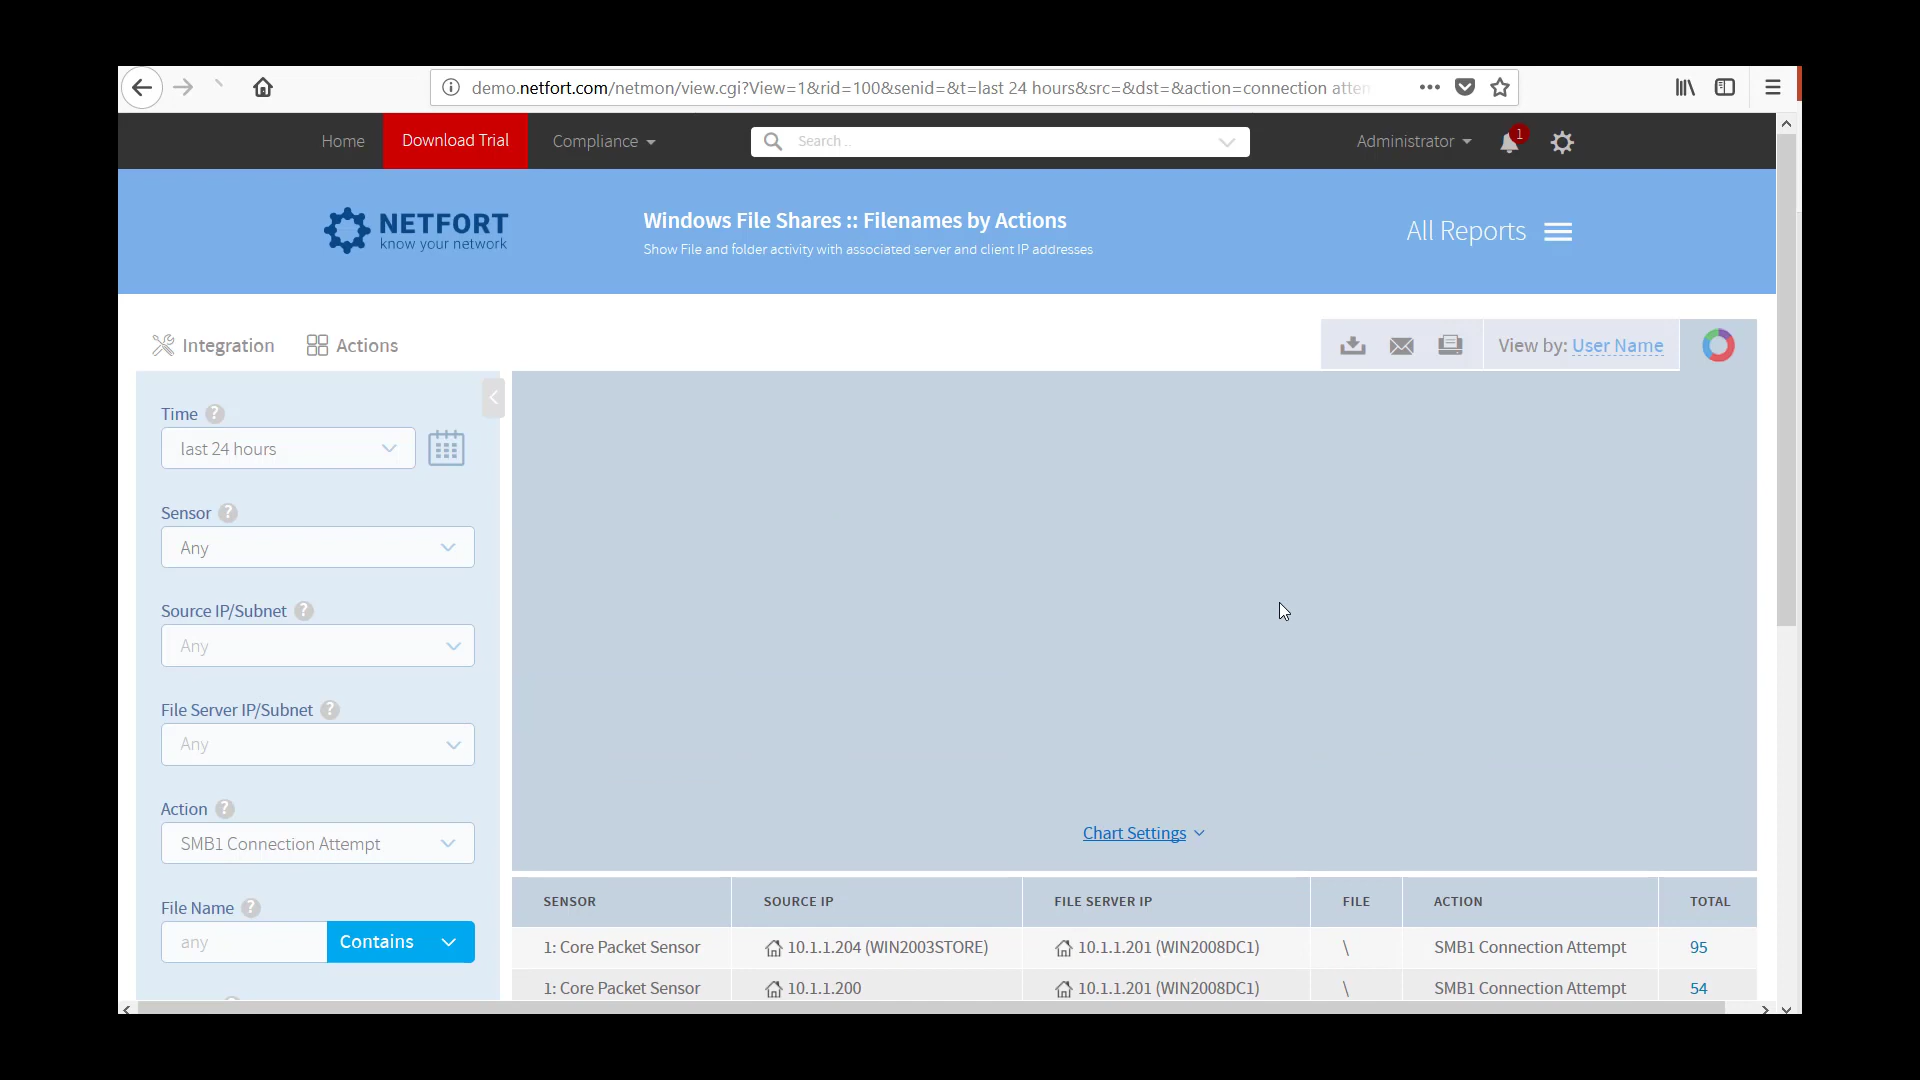 demo.netfort.com/netmon/view.cgi?View=1&rid=100&senid=&t=last 24 hours&src=&dst=&action=connection atten
Home Download Trial Compliance Search .. Administrator 1
NETFORT
know your network
Windows File Shares :: Filenames by Actions
Show File and folder activity with associated server and client IP addresses
All Reports
Integration Actions View by: User Name
Time ?
last 24 hours
Sensor ?
Any
Source IP/Subnet ?
Any
File Server IP/Subnet ?
Any
Action ?
SMB1 Connection Attempt
File Name ?
any Contains
Chart Settings
SENSOR SOURCE IP FILE SERVER IP FILE ACTION TOTAL
1: Core Packet Sensor 10.1.1.204 (WIN2003STORE) 10.1.1.201 (WIN2008DC1) \ SMB1 Connection Attempt 95
1: Core Packet Sensor 10.1.1.200 10.1.1.201 (WIN2008DC1) \ SMB1 Connection Attempt 54